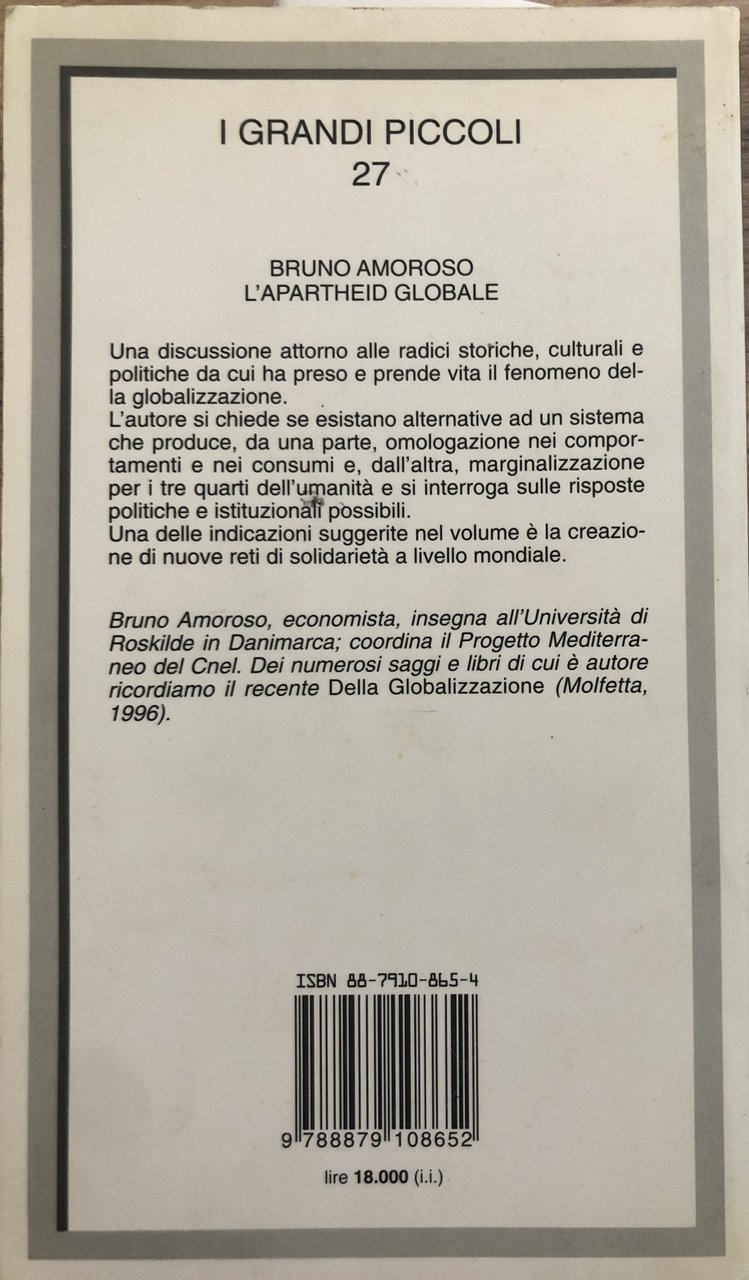 I GRANDI PICCOLI
27
BRUNO AMOROSO
L'APARTHEID GLOBALE
Una discussione attorno alle radici storiche, culturali e
politiche da cui ha preso e prende vita il fenomeno del-
la globalizzazione.
L'autore si chiede se esistano alternative ad un sistema
che produce, da una parte, omologazione nei compor-
tamenti e nei consumi e, dall'altra, marginalizzazione
per i tre quarti dell'umanità e si interroga sulle risposte
politiche e istituzionali possibili.
Una delle indicazioni suggerite nel volume è la creazio-
ne di nuove reti di solidarietà a livello mondiale.
Bruno Amoroso, economista, insegna all'Università di
Roskilde in Danimarca; coordina il Progetto Mediterra-
neo del Cnel. Dei numerosi saggi e libri di cui è autore
ricordiamo il recente Della Globalizzazione (Molfetta,
1996).
ISBN 88-7910-865-4
9 788879 108652
lire 18.000 (i.i.)